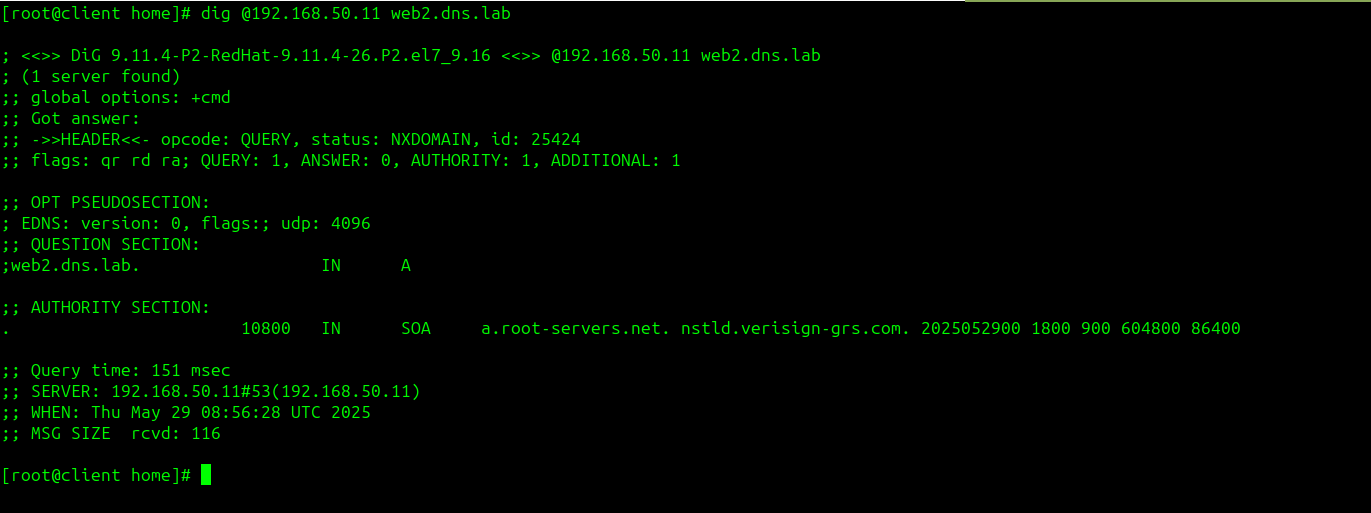 [root@client home]# dig @192.168.50.11 web2.dns.lab
; <<>> DiG 9.11.4-P2-RedHat-9.11.4-26.P2.el7_9.16 <<>> @192.168.50.11 web2.dns.lab
; (1 server found)
;; global options: +cmd
;; Got answer:
;; ->>HEADER<<- opcode: QUERY, status: NXDOMAIN, id: 25424
;; flags: qr rd ra; QUERY: 1, ANSWER: 0, AUTHORITY: 1, ADDITIONAL: 1
;; OPT PSEUDOSECTION:
; EDNS: version: 0, flags:; udp: 4096
;; QUESTION SECTION:
;web2.dns.lab. IN A
;; AUTHORITY SECTION:
. 10800 IN SOA a.root-servers.net. nstld.verisign-grs.com. 2025052900 1800 900 604800 86400
;; Query time: 151 msec
;; SERVER: 192.168.50.11#53(192.168.50.11)
;; WHEN: Thu May 29 08:56:28 UTC 2025
;; MSG SIZE rcvd: 116
[root@client home]#